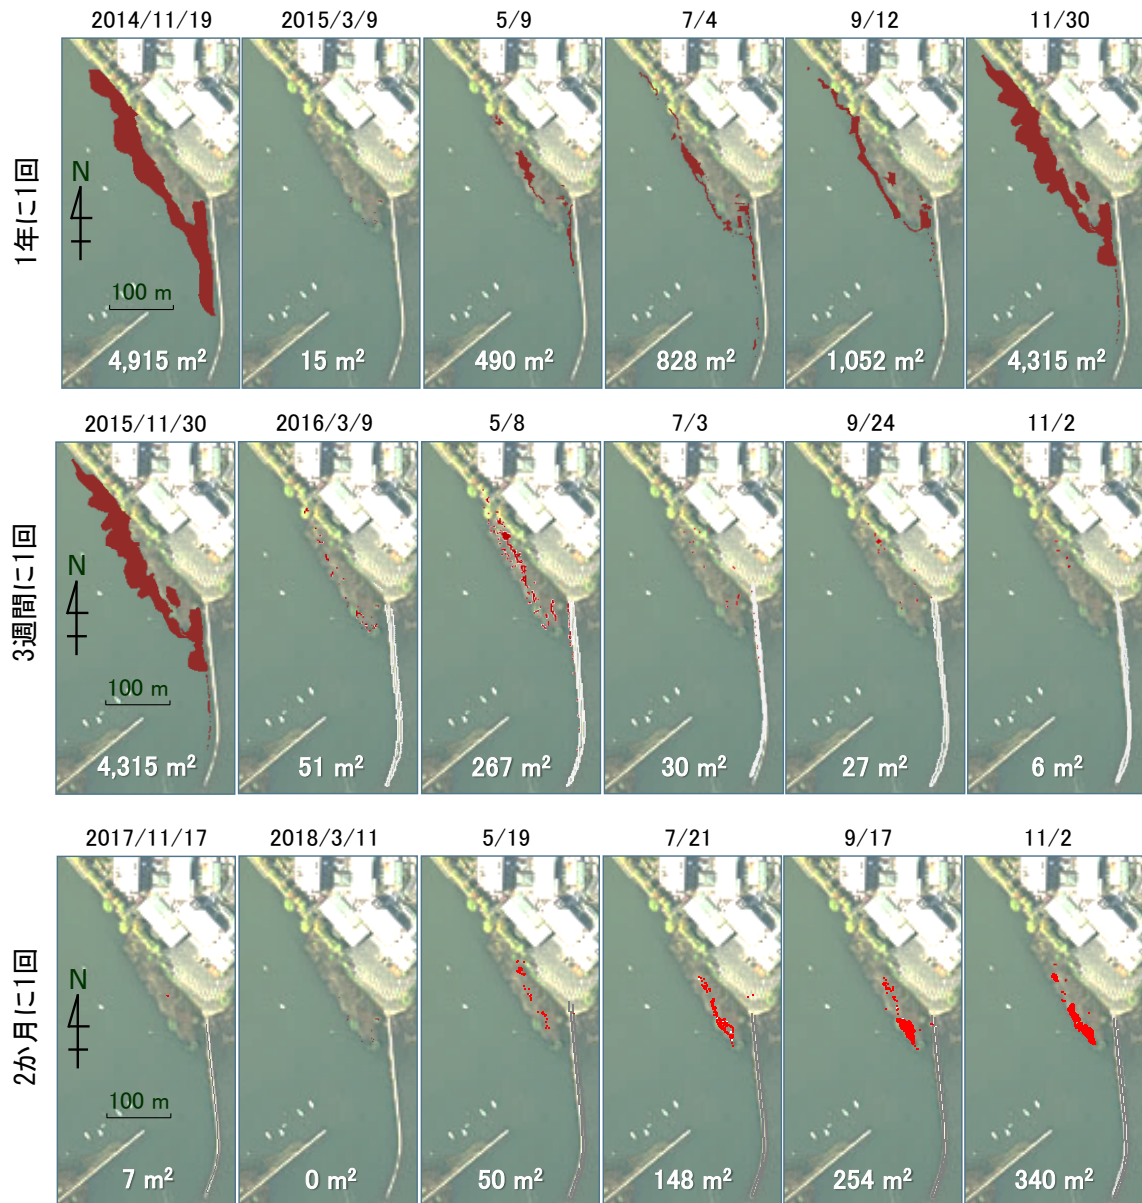 2014/11/19 2015/3/9 5/9 7/4 9/12 11/30
1年に1回
N
100 m
4,915 m² 15 m² 490 m² 828 m² 1,052 m² 4,315 m²
2015/11/30 2016/3/9 5/8 7/3 9/24 11/2
3週間に1回
N
100 m
4,315 m² 51 m² 267 m² 30 m² 27 m² 6 m²
2017/11/17 2018/3/11 5/19 7/21 9/17 11/2
2か月に1回
N
100 m
7 m² 0 m² 50 m² 148 m² 254 m² 340 m²